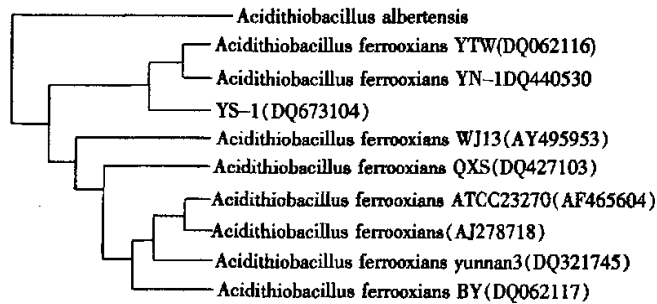 Acidithiobacillus albertensis
Acidithiobacillus ferrooxians YTW(DQ062116)
Acidithiobacillus ferrooxians YN-1DQ440530
YS-1(DQ673104)
Acidithiobacillus ferrooxians WJ13(AY495953)
Acidithiobacillus ferrooxians QXS(DQ427103)
Acidithiobacillus ferrooxians ATCC23270(AF465604)
Acidithiobacillus ferrooxians(AJ278718)
Acidithiobacillus ferrooxians yunnan3(DQ321745)
Acidithiobacillus ferrooxians BY(DQ062117)